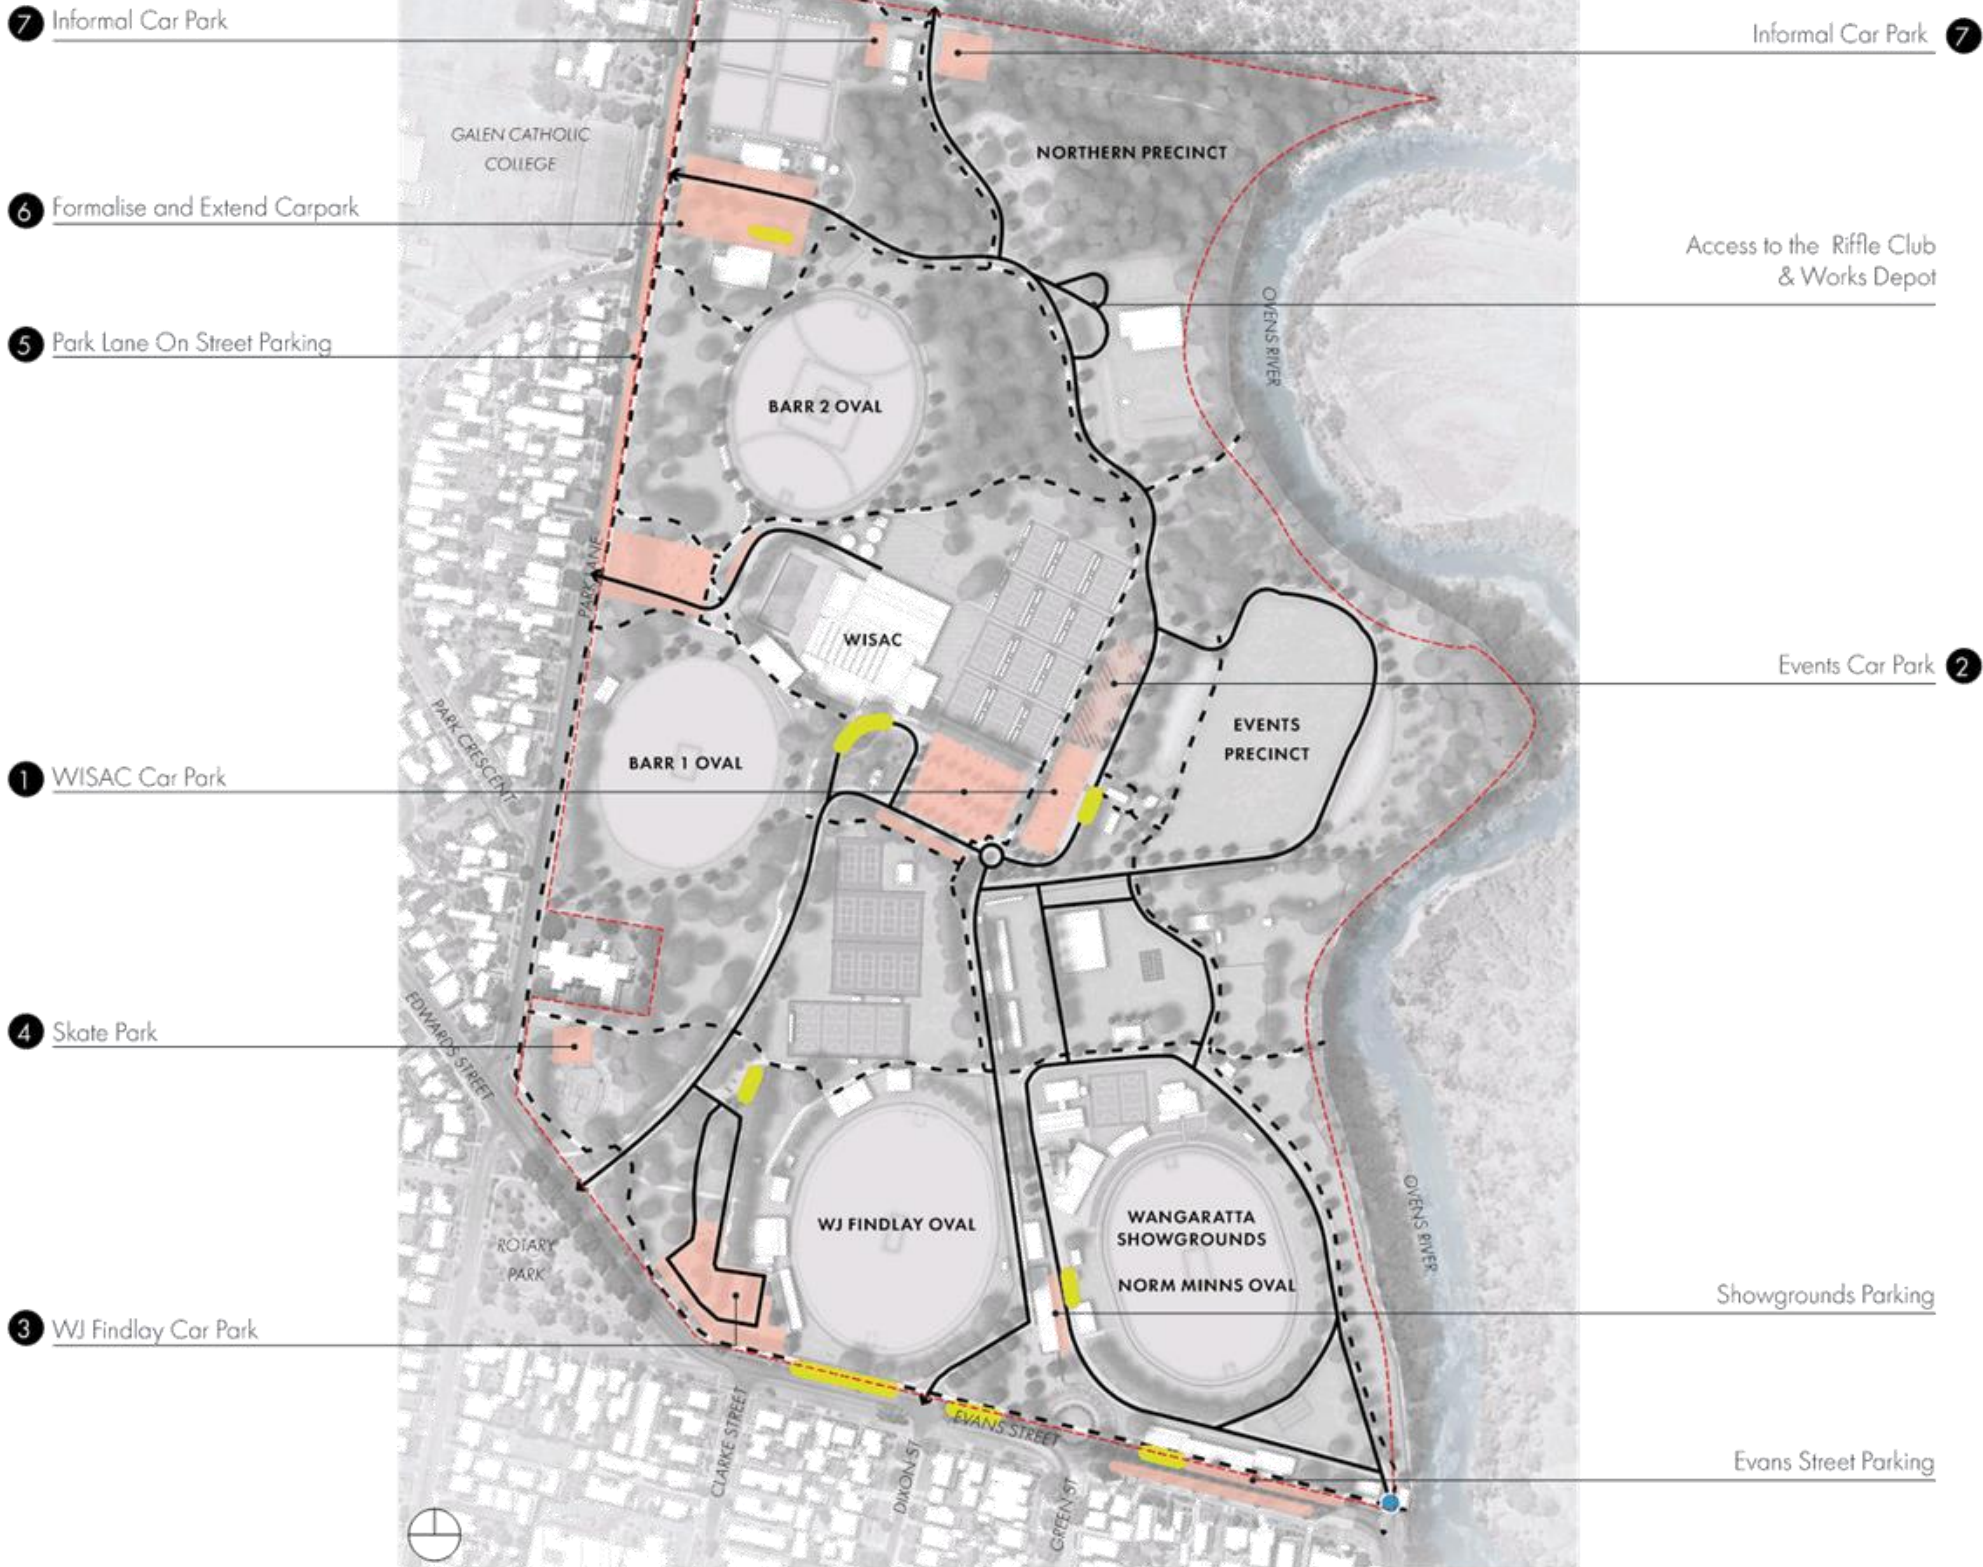 7 Informal Car Park
Informal Car Park 7
GALEN CATHOLIC
COLLEGE
NORTHERN PRECINCT
6 Formalise and Extend Carpark
Access to the Riffle Club
& Works Depot
OVENS RIVER
5 Park Lane On Street Parking
BARR 2 OVAL
PARK LANE
WISAC
Events Car Park 2
PARK CRESCENT
EVENTS
PRECINCT
BARR 1 OVAL
1 WISAC Car Park
EDWARDS STREET
4 Skate Park
OVENS RIVER
WJ FINDLAY OVAL
WANGARATTA
SHOWGROUNDS
NORM MINNS OVAL
ROTARY
PARK
Showgrounds Parking
3 WJ Findlay Car Park
CLARKE STREET
EVANS STREET
DIXON ST
GREEN ST
Evans Street Parking